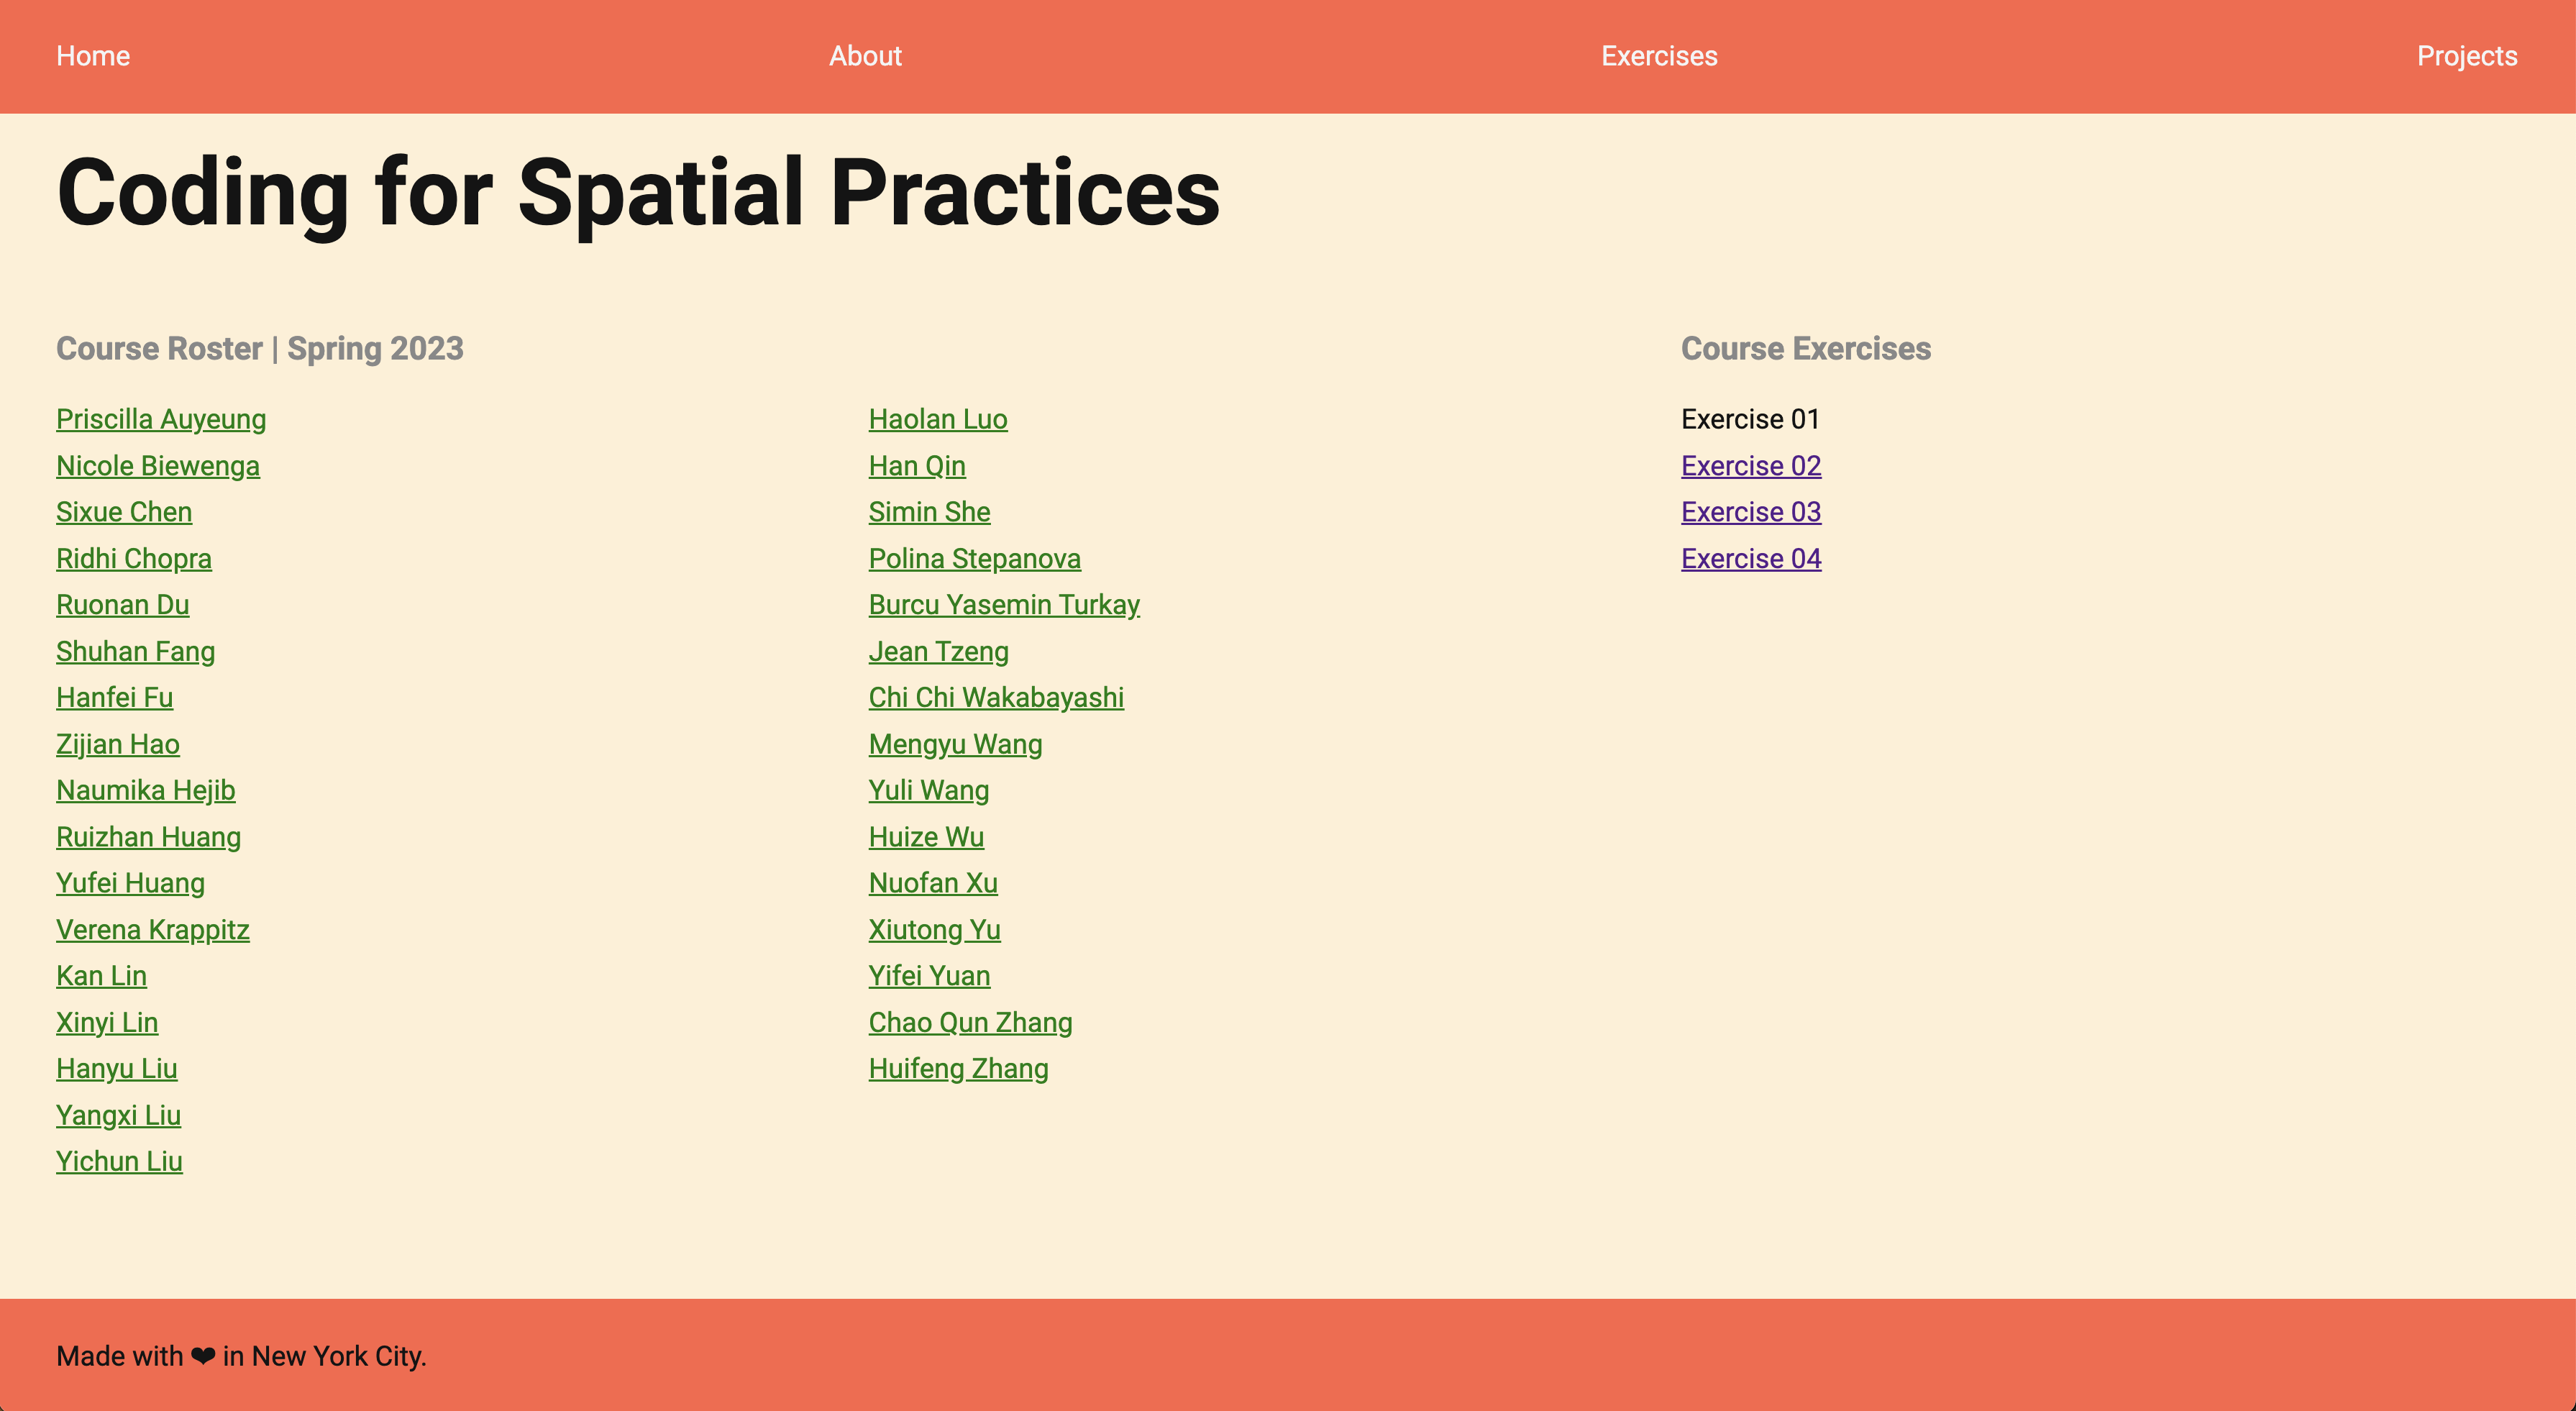 Home About Exercises Projects
Coding for Spatial Practices
Course Roster | Spring 2023
Priscilla Auyeung
Nicole Biewenga
Sixue Chen
Ridhi Chopra
Ruonan Du
Shuhan Fang
Hanfei Fu
Zijian Hao
Naumika Hejib
Ruizhan Huang
Yufei Huang
Verena Krappitz
Kan Lin
Xinyi Lin
Hanyu Liu
Yangxi Liu
Yichun Liu
Haolan Luo
Han Qin
Simin She
Polina Stepanova
Burcu Yasemin Turkay
Jean Tzeng
Chi Chi Wakabayashi
Mengyu Wang
Yuli Wang
Huize Wu
Nuofan Xu
Xiutong Yu
Yifei Yuan
Chao Qun Zhang
Huifeng Zhang
Course Exercises
Exercise 01
Exercise 02
Exercise 03
Exercise 04
Made with ❤ in New York City.